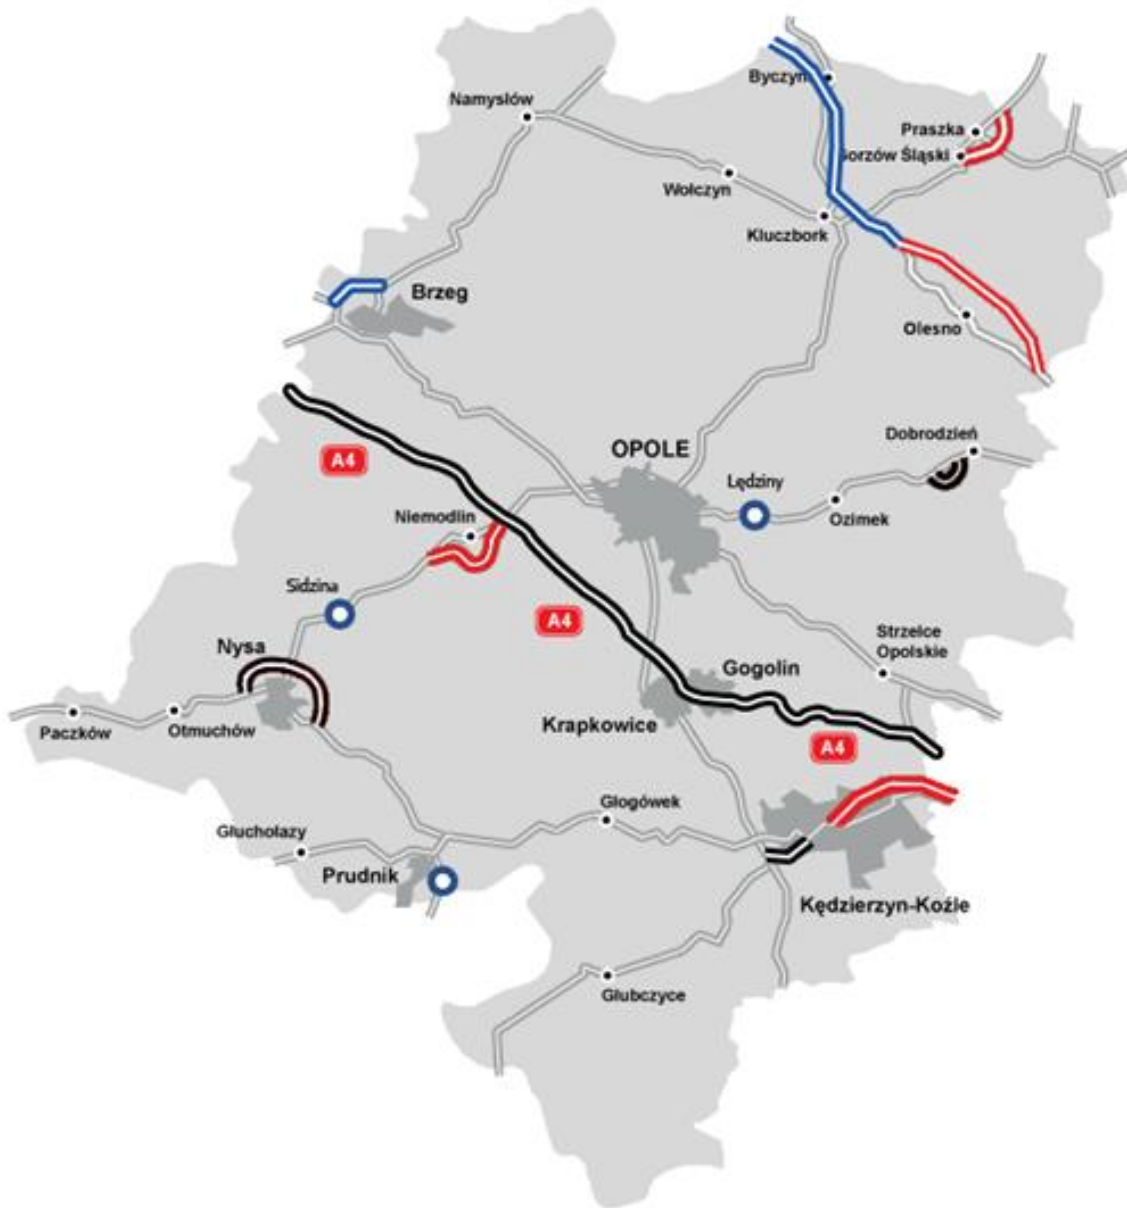 Byczyn
Namysłów
Praszka
Gorzów Śląski
Wołczyn
Kluczbork
Brzeg
Olesno
Dobrodzień
OPOLE
A4
Lędziny
Niemodlin
Ozimek
Sidzina
A4
Strzelce
Opolskie
Nysa
Gogolin
Paczków
Otmuchów
Krapkowice
A4
Głogówek
Głuchołazy
Prudnik
Kędzierzyn-Koźle
Głubczyce